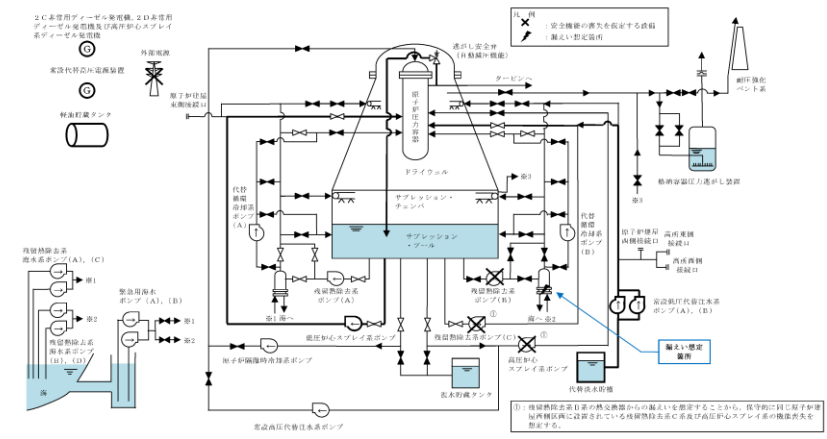 2C非常用ディーゼル発電機，2D非常用
ディーゼル発電機及び高圧炉心スプレイ
系ディーゼル発電機
G
外部電源
常設代替高圧電源装置
G
軽油貯蔵タンク
凡 例
：安全機能の喪失を仮定する設備
：漏えい想定箇所
逃がし安全弁
（自動減圧機能）
タービンへ
原子炉建屋
東側接続口
原子炉圧力容器
ドライウェル
耐圧強化
ベント系
格納容器圧力逃がし装置
※3
※3
サプレッション・
チェンバ
サプレッション
・プール
代替
循環
冷却系
ポンプ
(A)
代替
循環
冷却系
ポンプ
(B)
原子炉建屋
西側接続口
高所東側
接続口
高所西側
接続口
残留熱除去系
海水系ポンプ(A)，(C)
※1
緊急用海水
ポンプ(A)，(B)
※1
※2
※2
残留熱除去系
海水系ポンプ
(B)，(D)
海
残留熱除去系
ポンプ(A)
残留熱除去系
ポンプ(B)
※1 海へ
海へ ※2
常設低圧代替注水系
ポンプ(A)，(B)
低圧炉心スプレイ系ポンプ
残留熱除去系ポンプ(C)
①
①
漏えい想定
箇所
原子炉隔離時冷却系ポンプ
高圧炉心
スプレイ系ポンプ
復水貯蔵タンク
代替淡水貯槽
常設高圧代替注水系ポンプ
①：残留熱除去系B系の熱交換器からの漏えいを想定することから，保守的に同じ原子炉建
屋西側区画に設置されている残留熱除去系C系及び高圧炉心スプレイ系の機能喪失を
想定する。